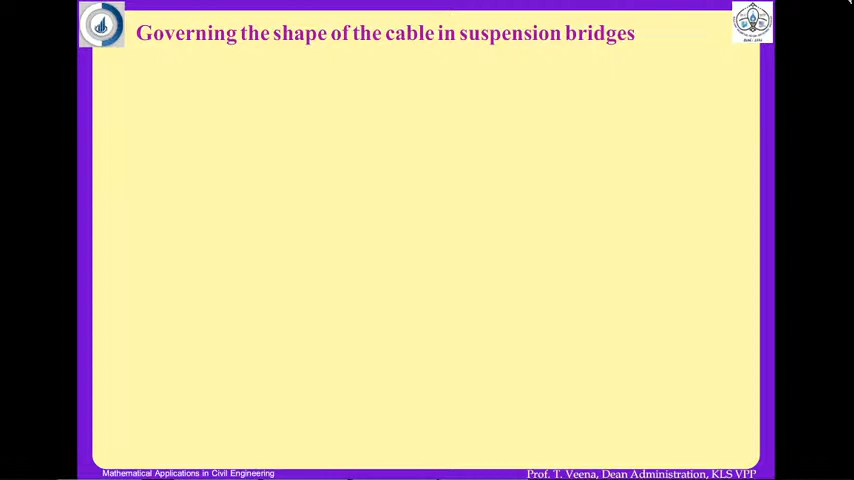 Governing the shape of the cable in suspension bridges
Mathematical Applications in Civil Engineering
Prof. T. Veena, Dean Administration, KLS VPP